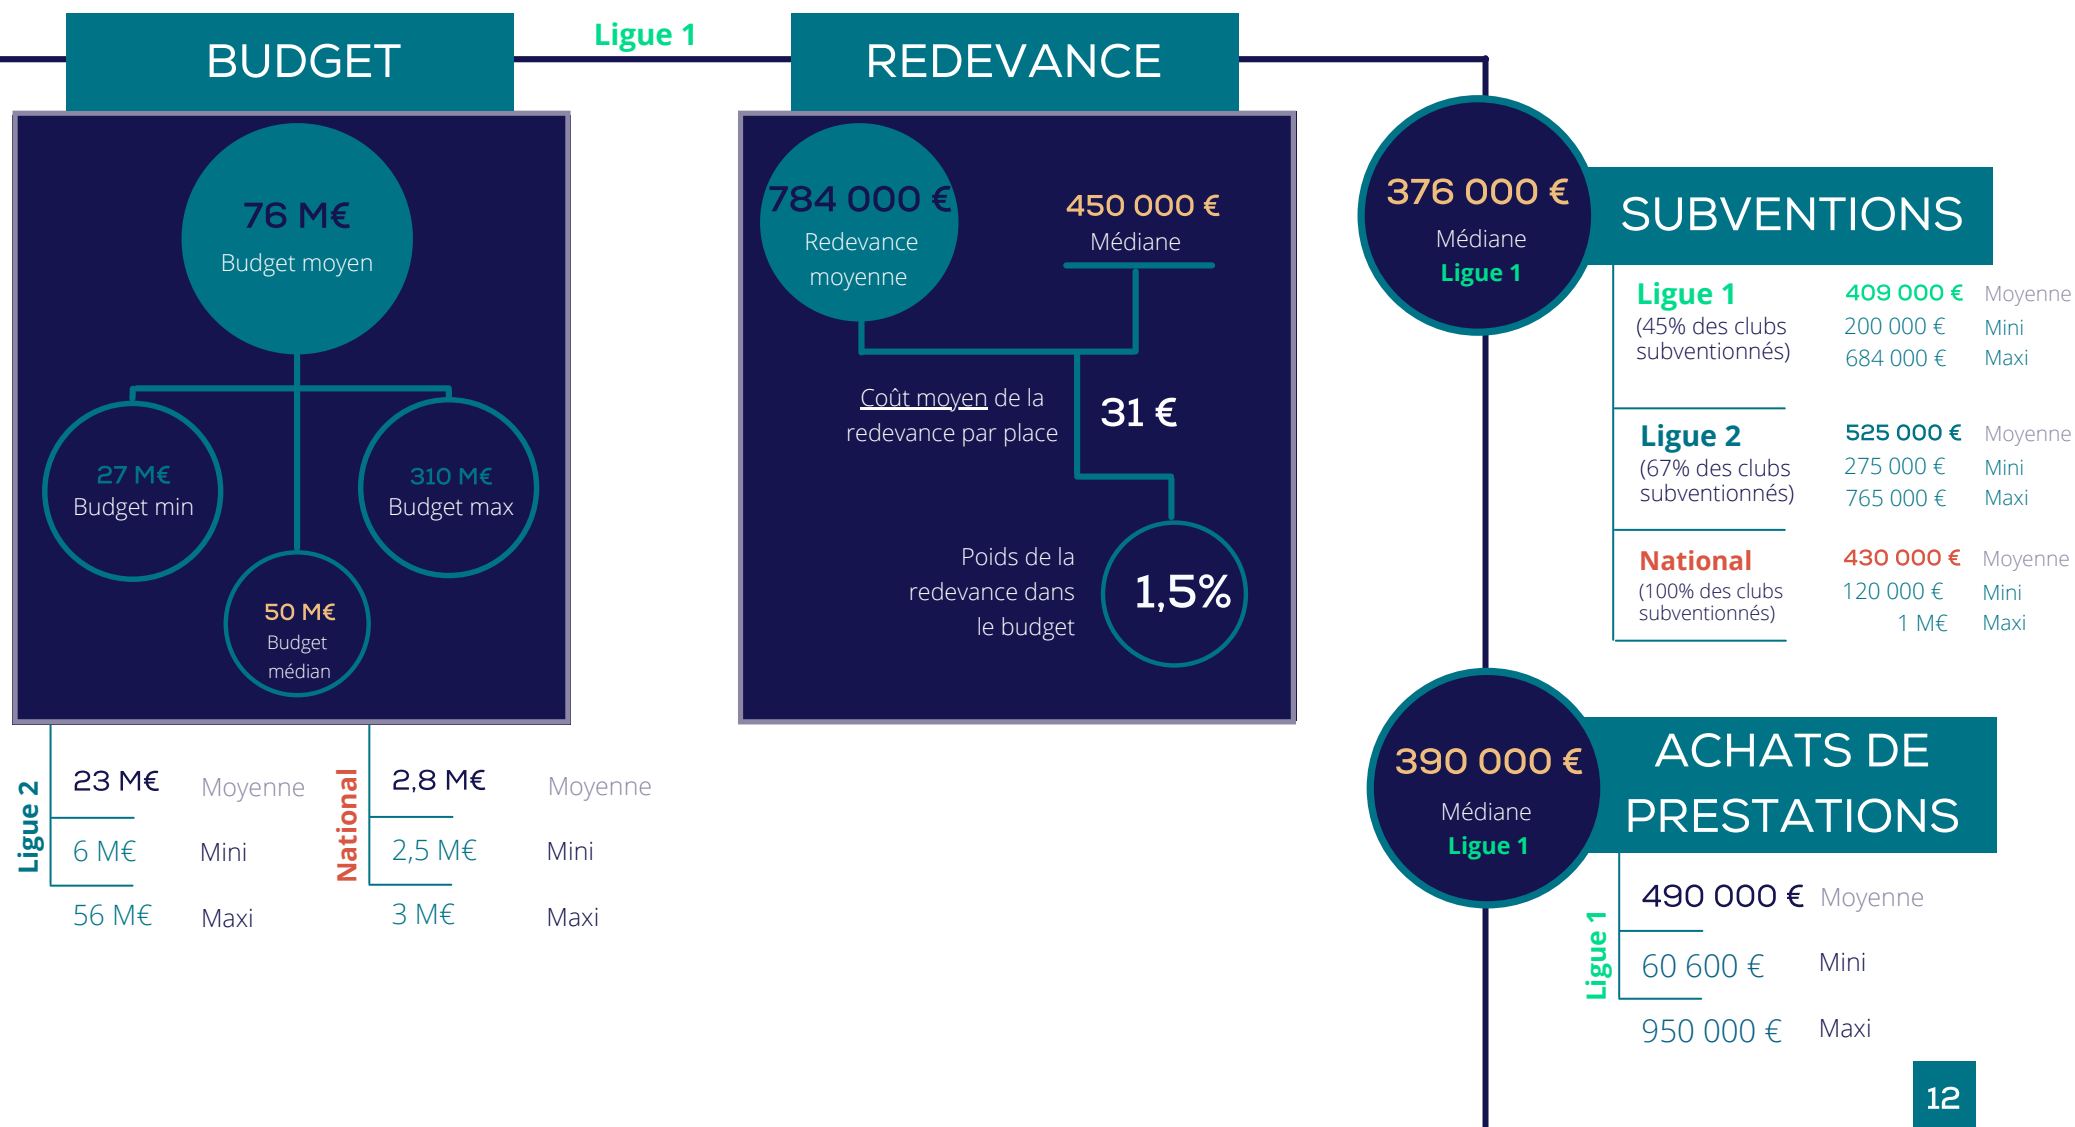 Ligue 1
BUDGET
76 M€
Budget moyen
27 M€
Budget min
310 M€
Budget max
50 M€
Budget
médian
Ligue 2
23 M€ Moyenne
6 M€ Mini
56 M€ Maxi
National
2,8 M€ Moyenne
2,5 M€ Mini
3 M€ Maxi
REDEVANCE
784 000 €
Redevance
moyenne
450 000 €
Médiane
Coût moyen de la
redevance par place
31 €
Poids de la
redevance dans
le budget
1,5%
376 000 €
Médiane
Ligue 1
SUBVENTIONS
Ligue 1
(45% des clubs
subventionnés)
409 000 € Moyenne
200 000 € Mini
684 000 € Maxi
Ligue 2
(67% des clubs
subventionnés)
525 000 € Moyenne
275 000 € Mini
765 000 € Maxi
National
(100% des clubs
subventionnés)
430 000 € Moyenne
120 000 € Mini
1 M€ Maxi
390 000 €
Médiane
Ligue 1
ACHATS DE
PRESTATIONS
Ligue 1
490 000 € Moyenne
60 600 € Mini
950 000 € Maxi
12